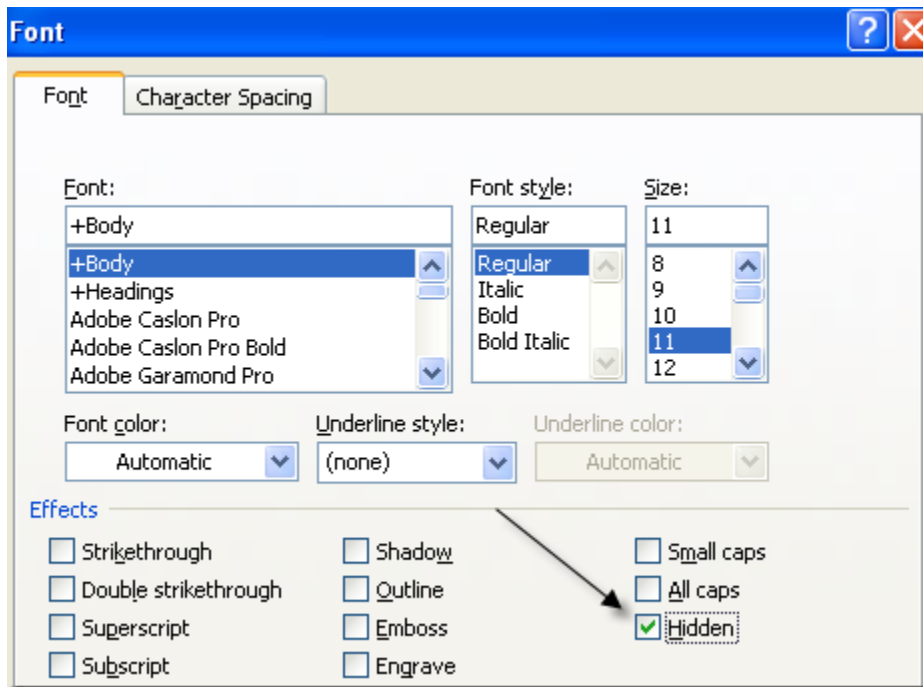 Font
Font Character Spacing
Font: Font style: Size:
+Body Regular 11
+Body Regular 8
+Headings Italic 9
Adobe Caslon Pro Bold 10
Adobe Caslon Pro Bold Bold Italic 11
Adobe Garamond Pro 12
Font color: Underline style: Underline color:
Automatic (none) Automatic
Effects
Strikethrough Shadow Small caps
Double strikethrough Outline All caps
Superscript Emboss Hidden
Subscript Engrave